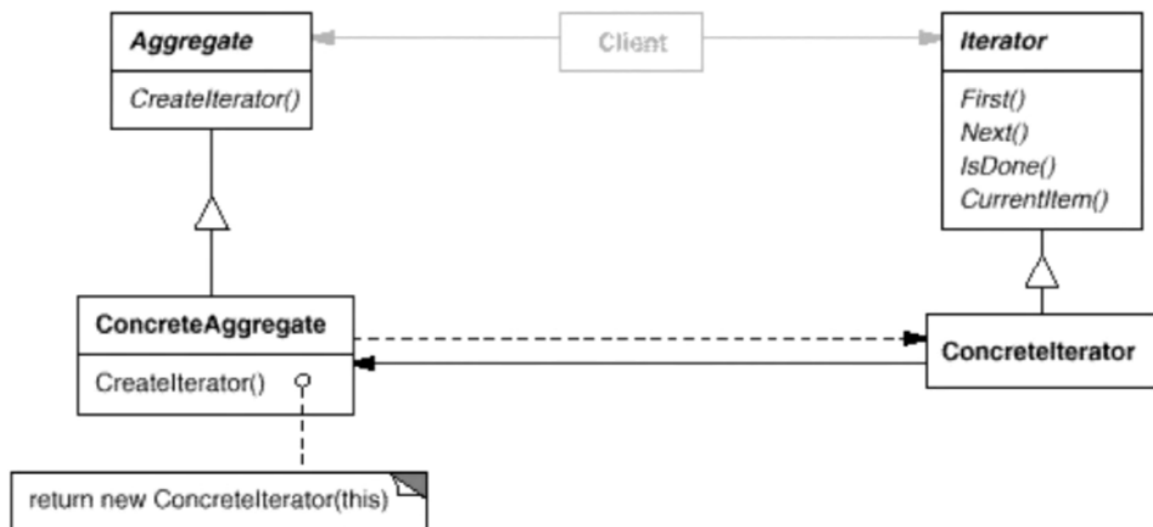 Aggregate
CreateIterator()
Client
Iterator
First()
Next()
IsDone()
CurrentItem()
ConcreteAggregate
CreateIterator()
return new ConcreteIterator(this)
ConcreteIterator